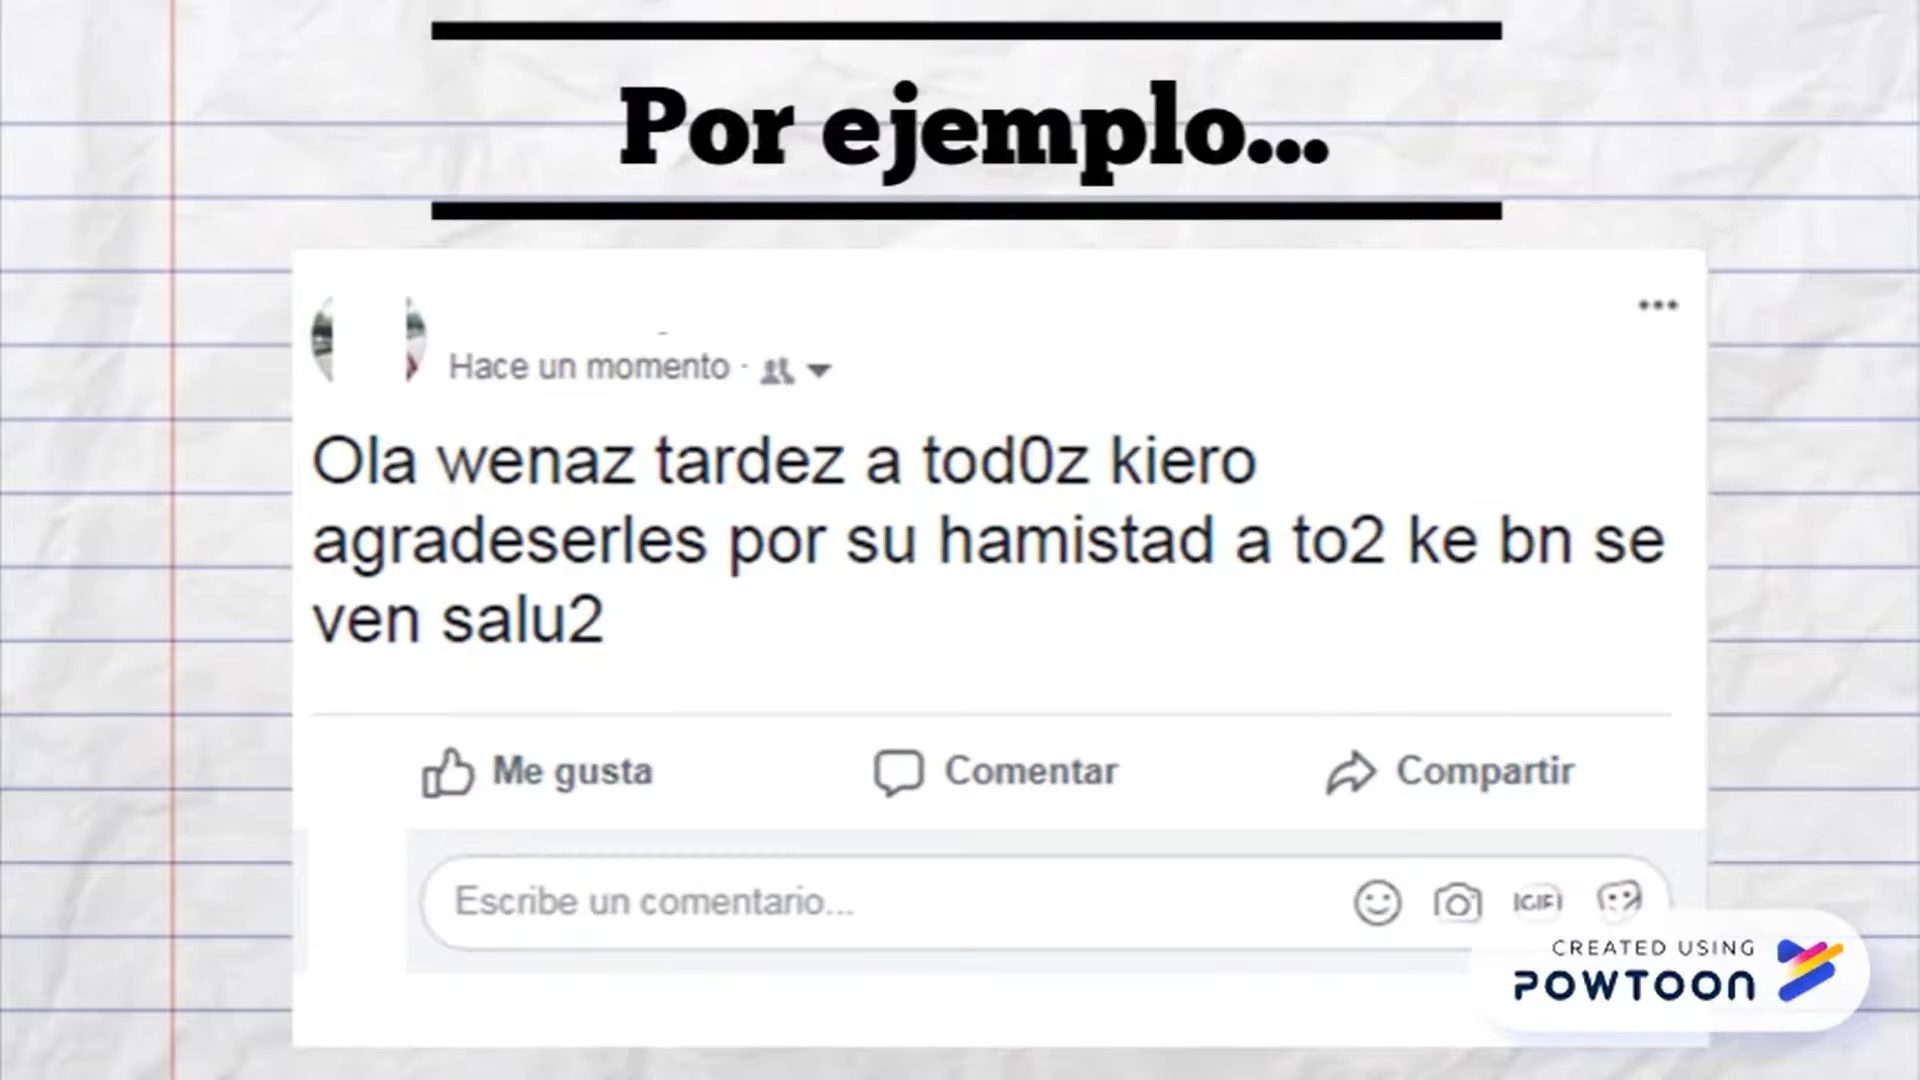 Por ejemplo...
Hace un momento ·
Ola wenaz tardez a tod0z kiero
agradeserles por su hamistad a to2 ke bn se
ven salu2
Me gusta Comentar Compartir
Escribe un comentario... GIF
CREATED USING
POWTOON